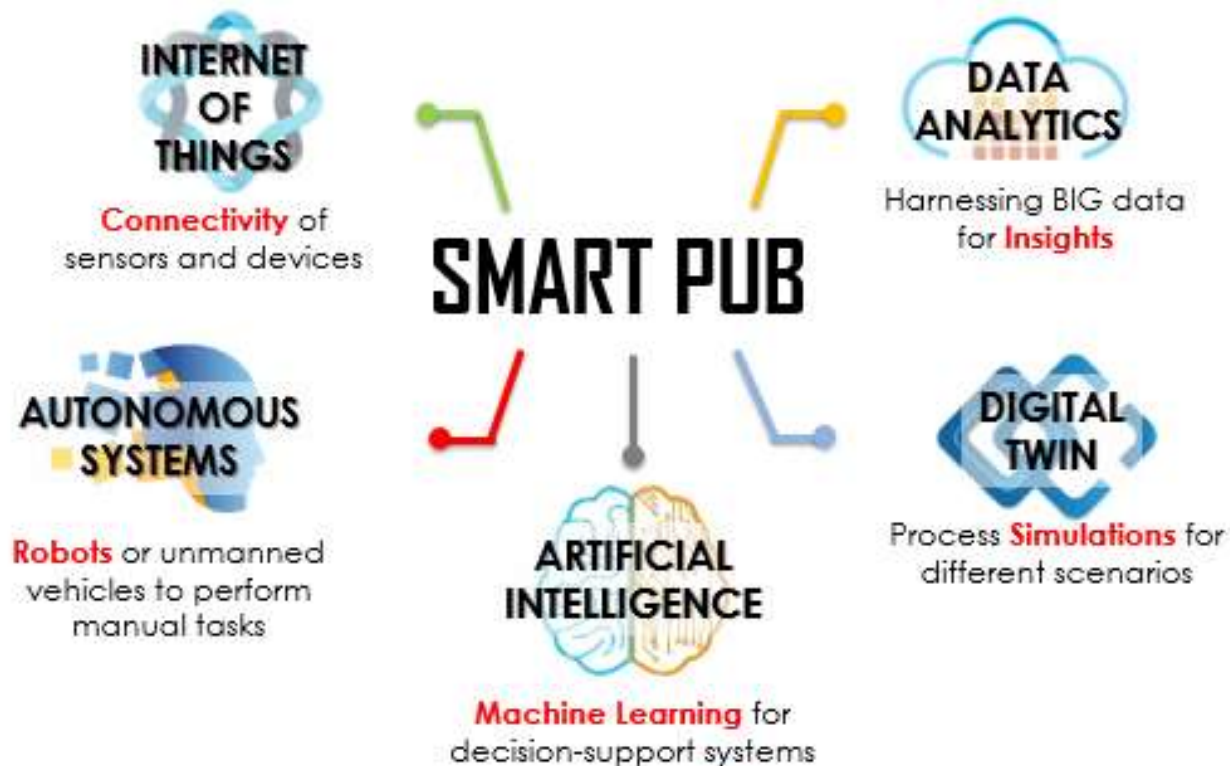 INTERNET
OF
THINGS
Connectivity of
sensors and devices
DATA
ANALYTICS
Harnessing BIG data
for Insights
SMART PUB
AUTONOMOUS
SYSTEMS
Robots or unmanned
vehicles to perform
manual tasks
ARTIFICIAL
INTELLIGENCE
Machine Learning for
decision-support systems
DIGITAL
TWIN
Process Simulations for
different scenarios